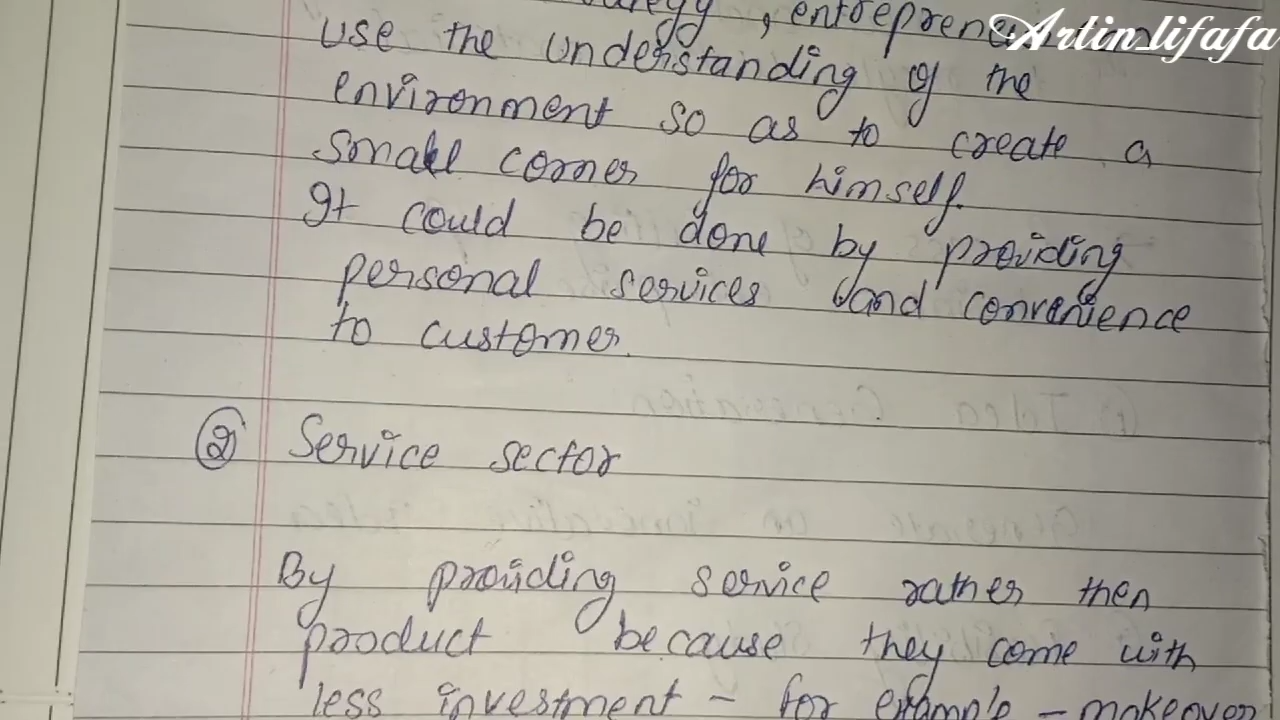 Artin_lifafa
use the understanding of the
environment so as to create a
small corner for himself.
It could be done by providing
personal services and convenience
to customer.
② Service sector
By providing service rather then
product because they come with
less investment - for example - makeover